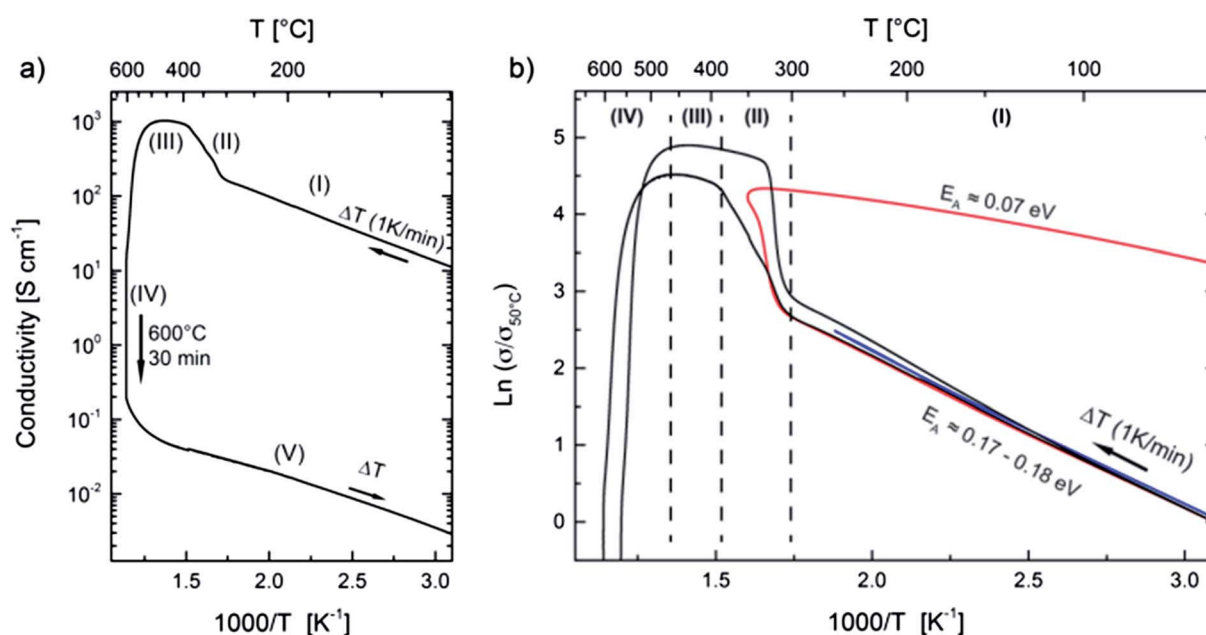 a)
T [°C]
600 400 200
Conductivity [S cm⁻¹]
10³
10²
10¹
10⁰
10⁻¹
10⁻²
(III)
(II)
(I)
ΔT (1K/min)
(IV)
600°C
30 min
(V)
ΔT
1.5 2.0 2.5 3.0
1000/T [K⁻¹]
b)
T [°C]
600 500 400 300 200 100
(IV) (III) (II) (I)
Ln (σ/σ50°C)
5
4
3
2
1
0
E_A ≈ 0.07 eV
ΔT (1K/min)
E_A ≈ 0.17 - 0.18 eV
1.5 2.0 2.5 3.0
1000/T [K⁻¹]